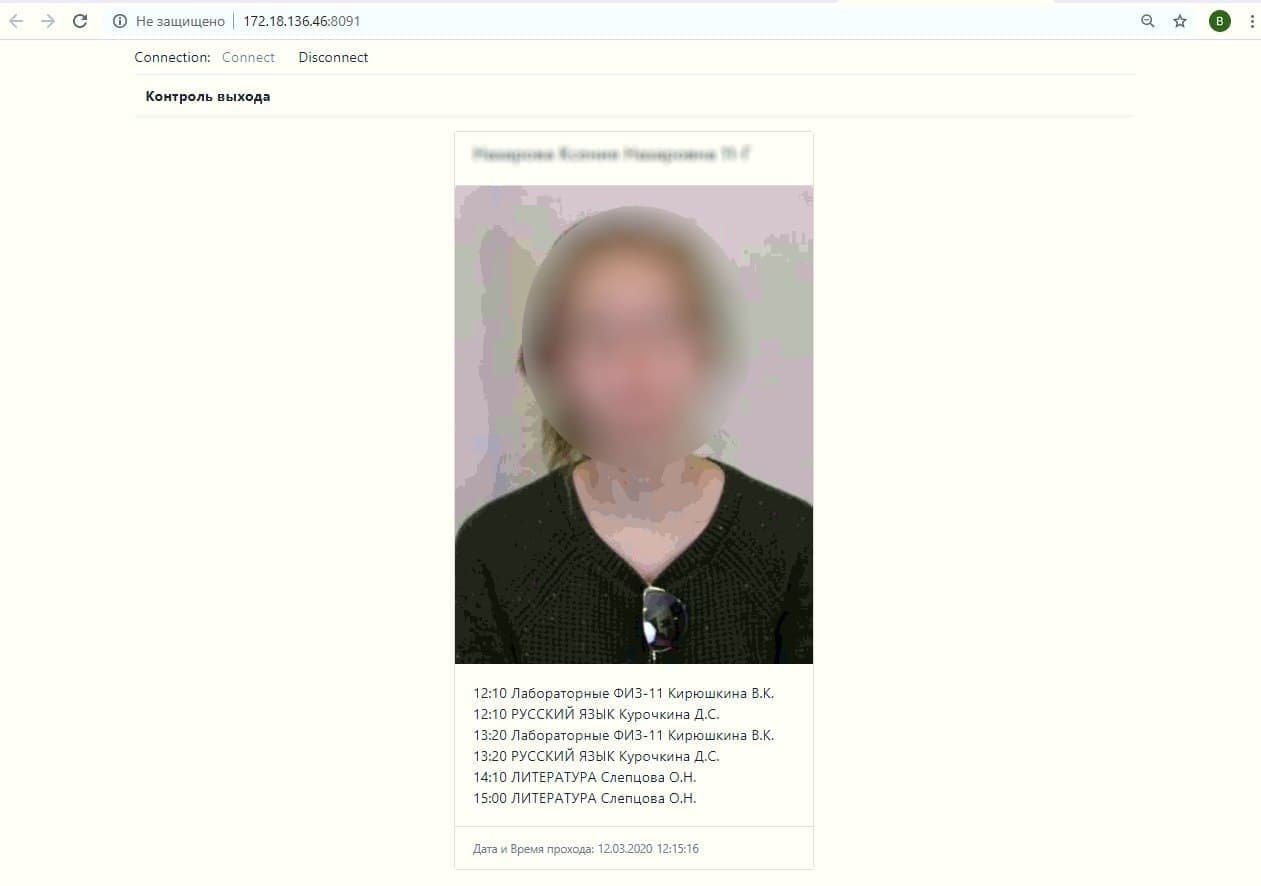 Не защищено 172.18.136.46:8091
B
Connection: Connect Disconnect
Контроль выхода
12:10 Лабораторные ФИЗ-11 Кирюшкина В.К.
12:10 РУССКИЙ ЯЗЫК Курочкина Д.С.
13:20 Лабораторные ФИЗ-11 Кирюшкина В.К.
13:20 РУССКИЙ ЯЗЫК Курочкина Д.С.
14:10 ЛИТЕРАТУРА Слепцова О.Н.
15:00 ЛИТЕРАТУРА Слепцова О.Н.
Дата и Время прохода: 12.03.2020 12:15:16